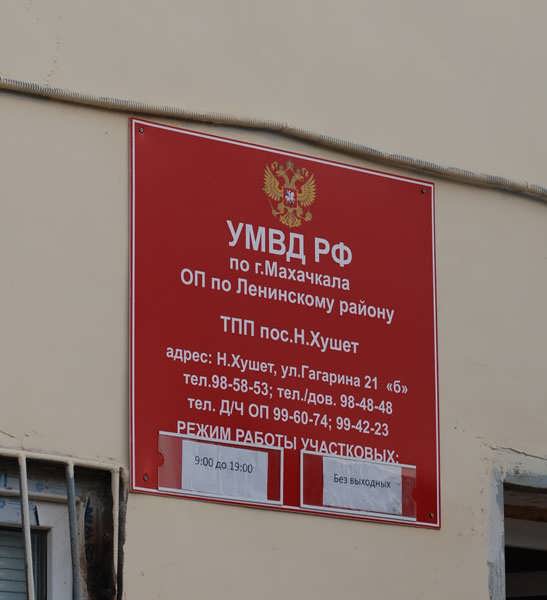 УМВД РФ
по г.Махачкала
ОП по Ленинскому району
ТПП пос.Н.Хушет
адрес: Н.Хушет, ул.Гагарина 21 «б»
тел.98-58-53; тел./дов. 98-48-48
тел. Д/Ч ОП 99-60-74; 99-42-23
РЕЖИМ РАБОТЫ УЧАСТКОВЫХ:
9:00 до 19:00
Без выходных